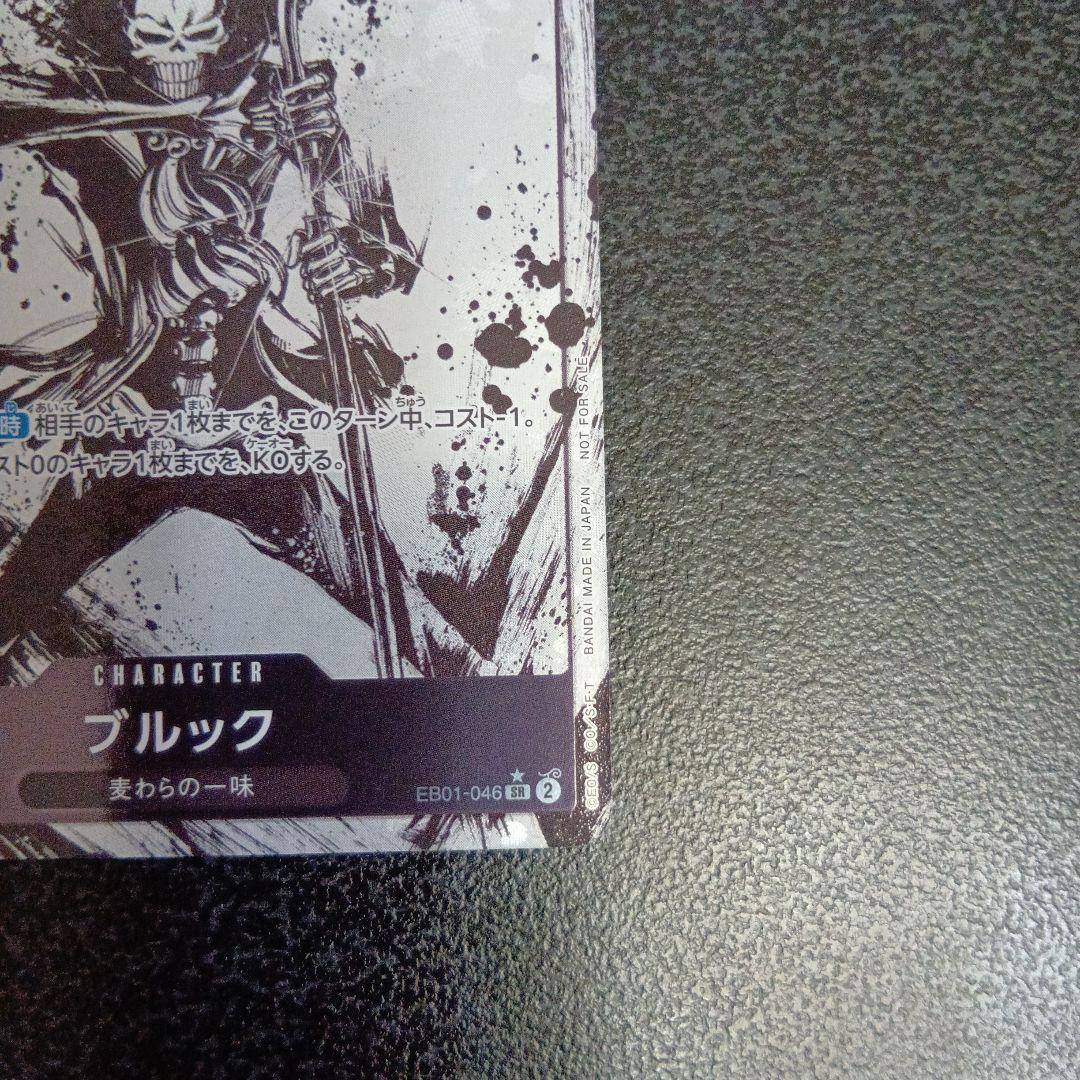 時 相手のキャラ1枚までを、このターン中、コスト-1。
スト0のキャラ1枚までを、KOする。
CHARACTER
ブルック
麦わらの一味
EB01-046 SR 2
©EO/S ©O/S·F·T BANDAI MADE IN JAPAN NOT FOR SALE